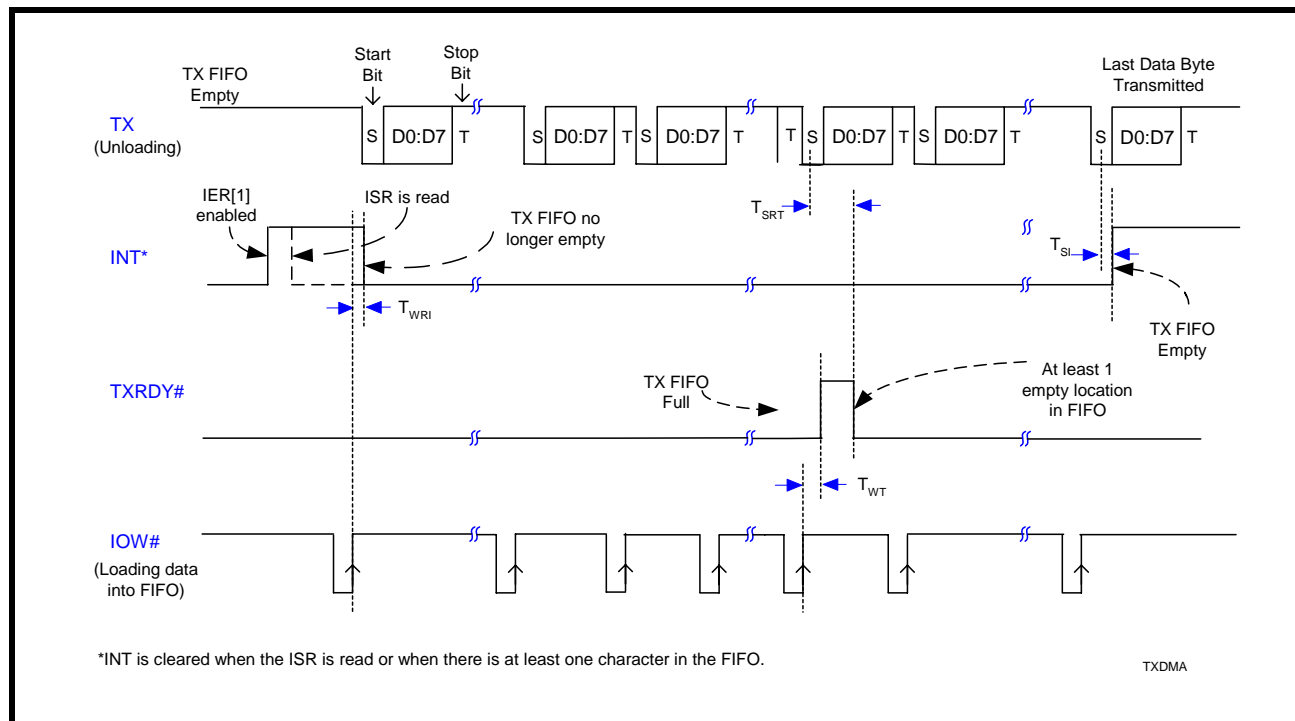 TX FIFO
Empty
Start
Bit
Stop
Bit
Last Data Byte
Transmitted
TX
(Unloading)
S D0:D7 T S D0:D7 T S D0:D7 T T S D0:D7 T S D0:D7 T S D0:D7 T
IER[1]
enabled
ISR is read
TX FIFO no
longer empty
TSRT
TSI
INT*
TWRI
TX FIFO
Empty
TXRDY#
TX FIFO
Full
At least 1
empty location
in FIFO
TWT
IOW#
(Loading data
into FIFO)
*INT is cleared when the ISR is read or when there is at least one character in the FIFO.
TXDMA